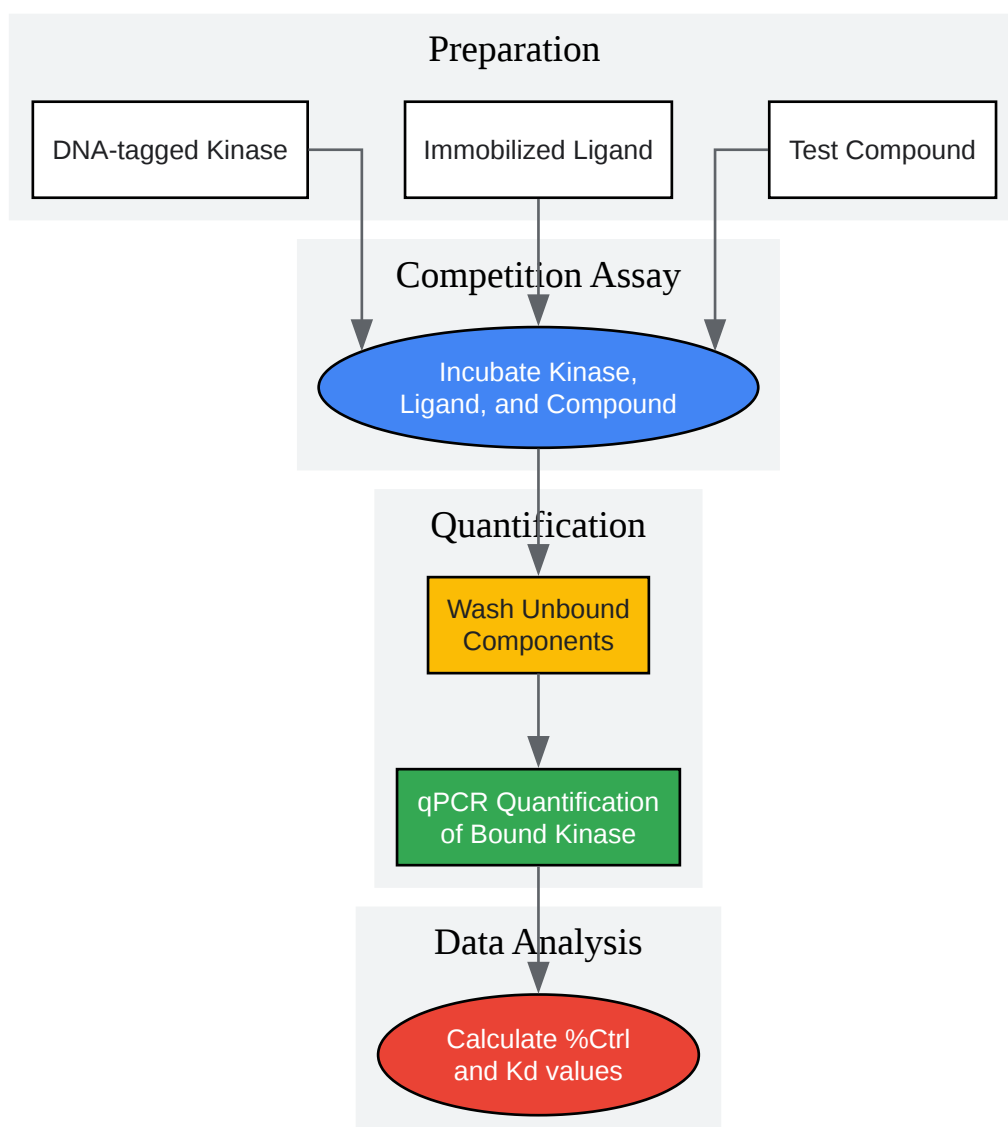 Preparation
DNA-tagged Kinase
Immobilized Ligand
Test Compound
Competition Assay
Incubate Kinase,
Ligand, and Compound
Quantification
Wash Unbound
Components
qPCR Quantification
of Bound Kinase
Data Analysis
Calculate %Ctrl
and Kd values